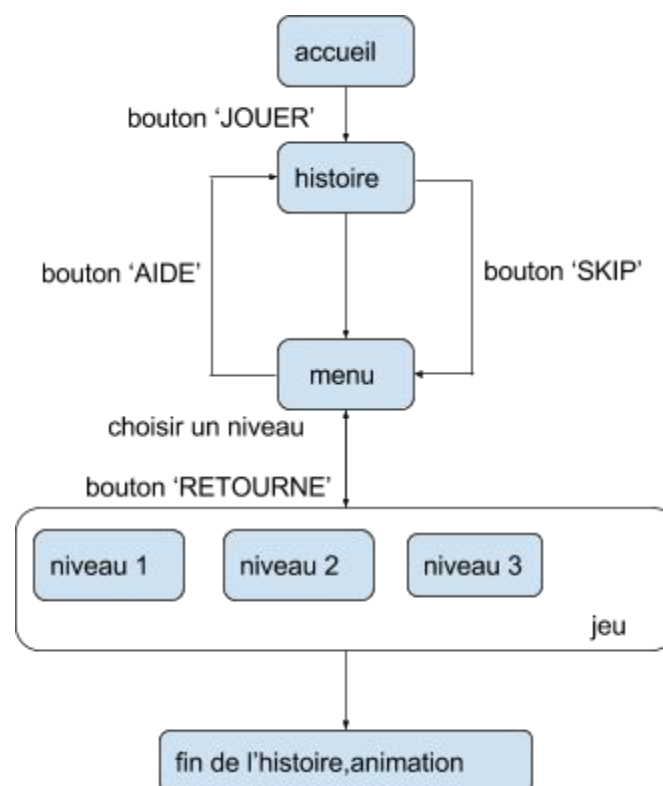 accueil
bouton ‘JOUER’
histoire
bouton ‘AIDE’
bouton ‘SKIP’
menu
choisir un niveau
bouton ‘RETOURNE’
niveau 1
niveau 2
niveau 3
jeu
fin de l’histoire,animation